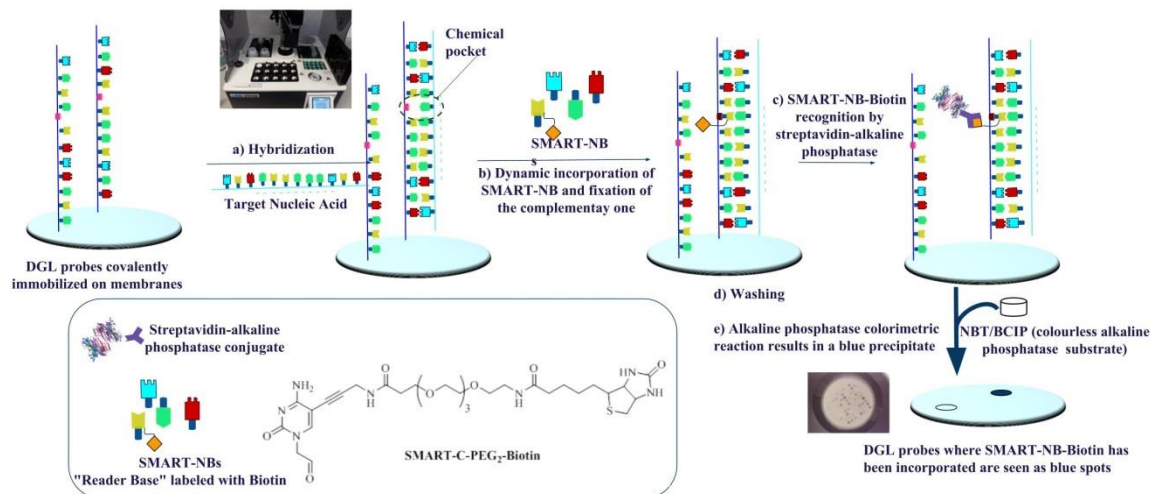 Chemical
pocket
a) Hybridization
Target Nucleic Acid
SMART-NB
s
b) Dynamic incorporation of
SMART-NB and fixation of
the complementay one
c) SMART-NB-Biotin
recognition by
streptavidin-alkaline
phosphatase
DGL probes covalently
immobilized on membranes
d) Washing
e) Alkaline phosphatase colorimetric
reaction results in a blue precipitate
NBT/BCIP (colourless alkaline
phosphatase substrate)
Streptavidin-alkaline
phosphatase conjugate
SMART-NBs
"Reader Base" labeled with Biotin
NH2
N
O
N
O
O
N
H
O
3
O
H
N
O
S
HN
NH
O
SMART-C-PEG2-Biotin
DGL probes where SMART-NB-Biotin has
been incorporated are seen as blue spots